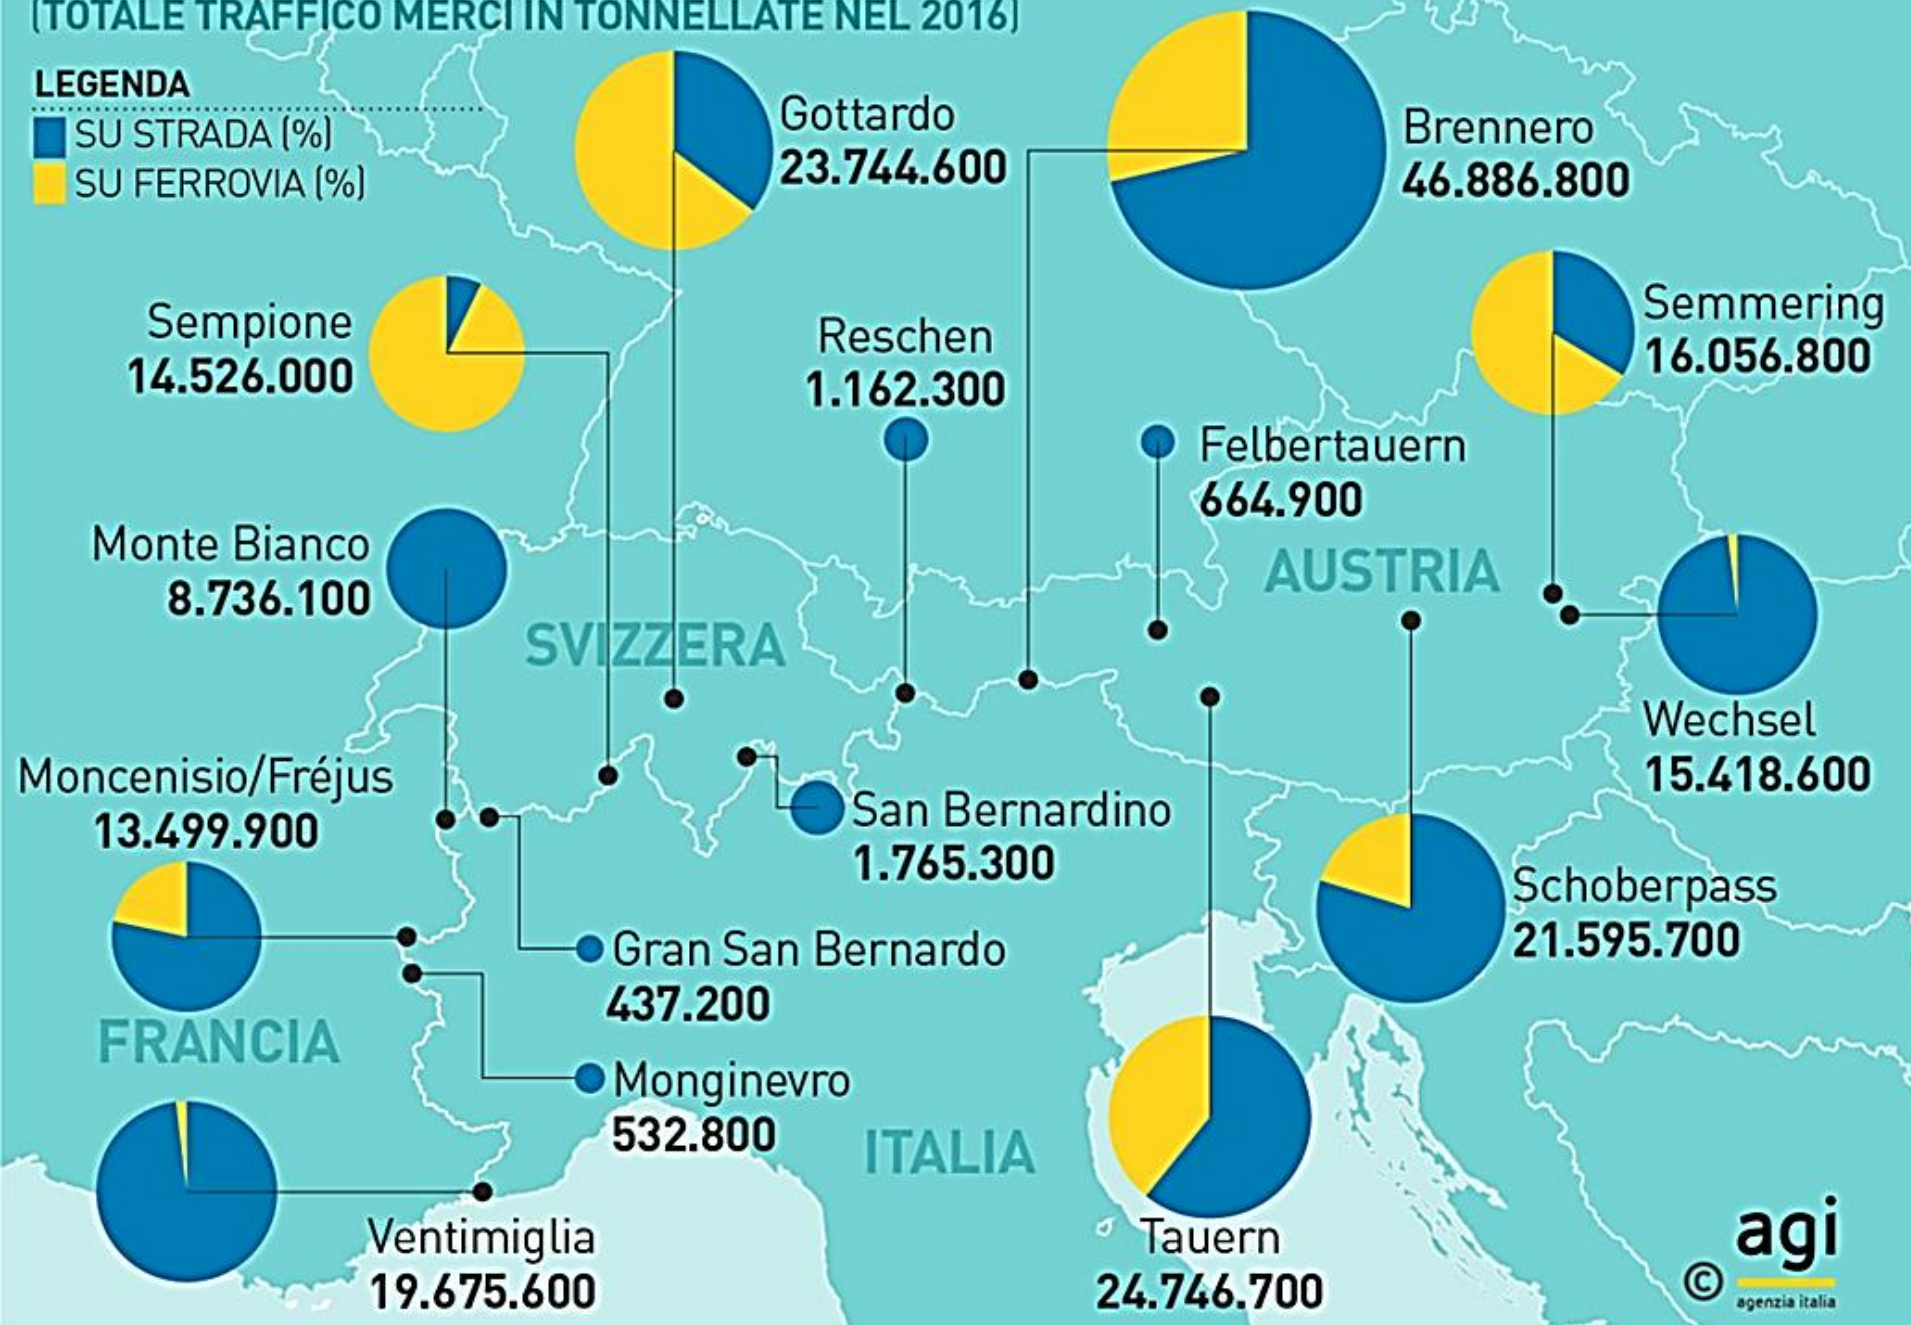 (TOTALE TRAFFICO MERCI IN TONNELLATE NEL 2016)
LEGENDA
SU STRADA (%)
SU FERROVIA (%)
Gottardo
23.744.600
Brennero
46.886.800
Sempione
14.526.000
Reschen
1.162.300
Semmering
16.056.800
Felbertauern
664.900
Monte Bianco
8.736.100
AUSTRIA
SVIZZERA
Wechsel
15.418.600
Moncenisio/Fréjus
13.499.900
San Bernardino
1.765.300
Schoberpass
21.595.700
Gran San Bernardo
437.200
FRANCIA
Monginevro
532.800
ITALIA
Ventimiglia
19.675.600
Tauern
24.746.700
© agi
agenzia italia